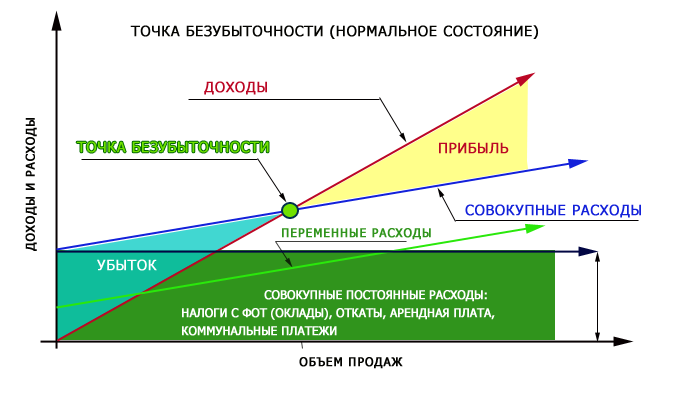 ТОЧКА БЕЗУБЫТОЧНОСТИ (НОРМАЛЬНОЕ СОСТОЯНИЕ)
ДОХОДЫ
ТОЧКА БЕЗУБЫТОЧНОСТИ
ПРИБЫЛЬ
ДОХОДЫ И РАСХОДЫ
СОВОКУПНЫЕ РАСХОДЫ
ПЕРЕМЕННЫЕ РАСХОДЫ
УБЫТОК
СОВОКУПНЫЕ ПОСТОЯННЫЕ РАСХОДЫ:
НАЛОГИ С ФОТ (ОКЛАДЫ), ОТКАТЫ, АРЕНДНАЯ ПЛАТА,
КОММУНАЛЬНЫЕ ПЛАТЕЖИ
ОБЪЕМ ПРОДАЖ